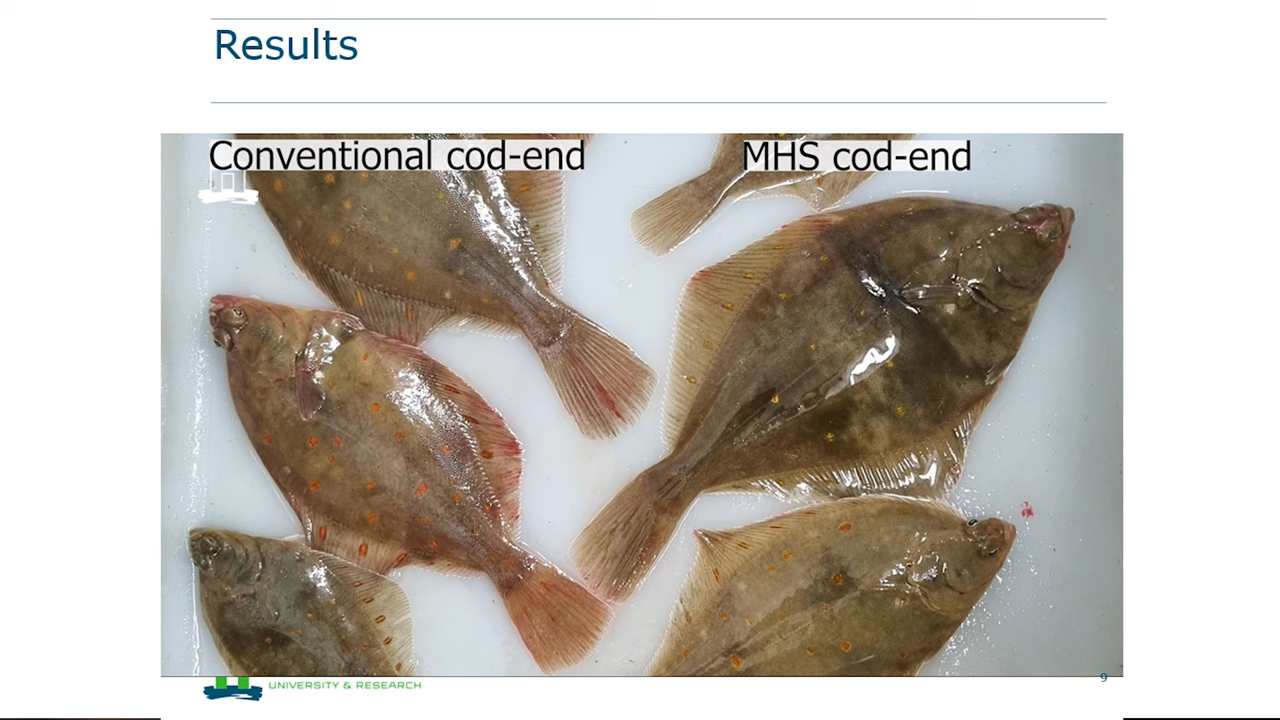 Results
Conventional cod-end
MHS cod-end
UNIVERSITY & RESEARCH
9